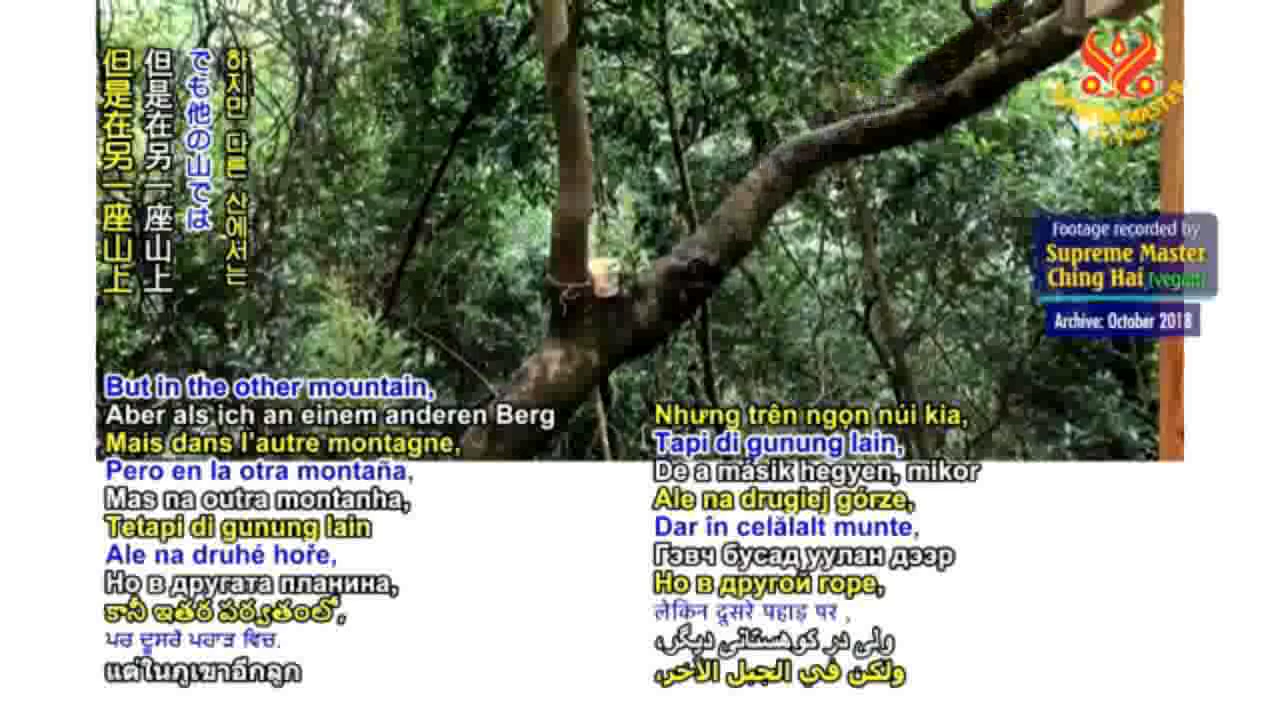 하지만 다른 산에서는
でも他の山では
但是在另一座山上
但是在另一座山上
Footage recorded by
Supreme Master
Ching Hai (vegan)
Archive: October 2018
But in the other mountain,
Aber als ich an einem anderen Berg
Mais dans l'autre montagne,
Pero en la otra montaña,
Mas na outra montanha,
Tetapi di gunung lain
Ale na druhé hoře,
Но в другата планина,
కానీ ఇతర పర్వతంలో,
ਪਰ ਦੂਸਰੇ ਪਹਾੜ ਵਿਚ.
แต่ในภูเขาอีกลูก
Nhưng trên ngọn núi kia,
Tapi di gunung lain,
De a másik hegyen, mikor
Ale na drugiej górze,
Dar în celălalt munte,
Гэвч бусад уулан дээр
Но в другой горе,
लेकिन दूसरे पहाड़ पर ,
ولی در کوهستانی دیگر،
ولكن في الجبل الآخر،